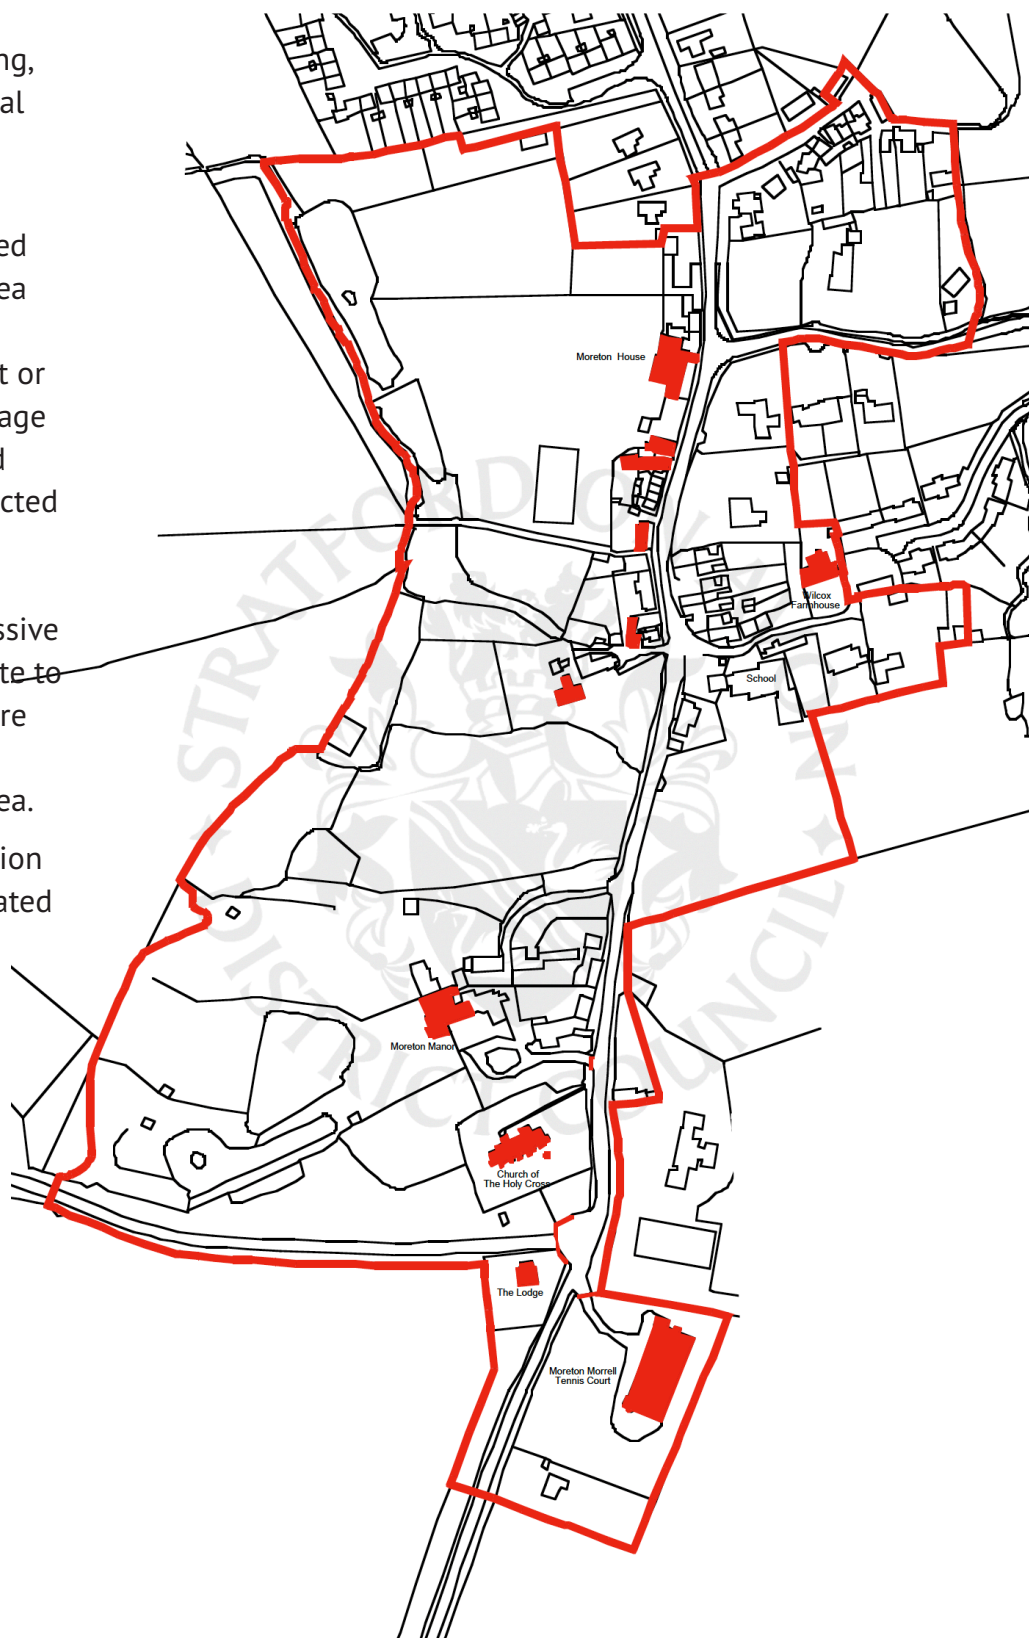 ng,
al
ed
ea
t or
age
d
cted
ssive
te to
re
ea.
ion
ated
Moreton House
Wilcox
Farmhouse
School
Moreton Manor
Church of
The Holy Cross
The Lodge
Moreton Morrell
Tennis Court
STRATFORD ON AVON
DISTRICT COUNCIL